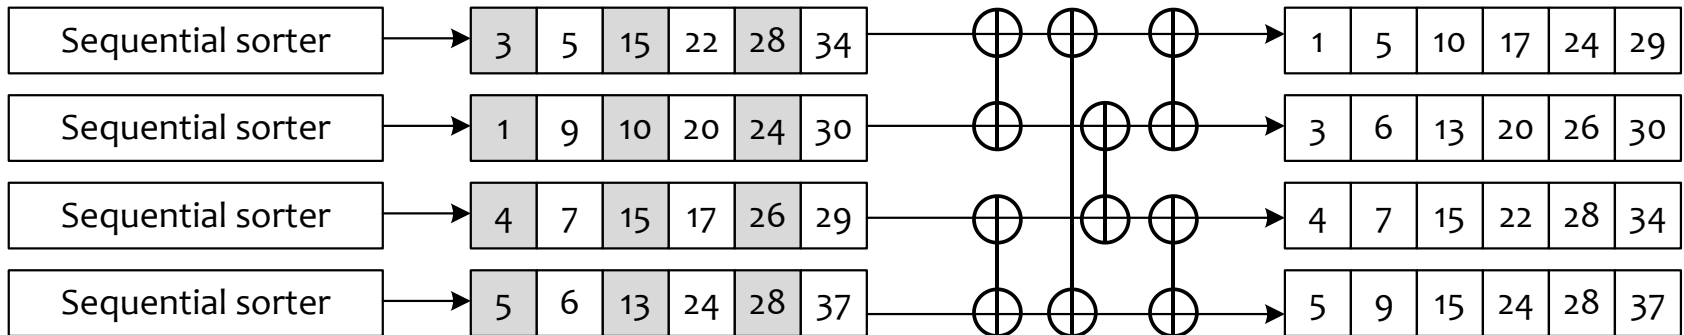 Sequential sorter 3 5 15 22 28 34 1 5 10 17 24 29
Sequential sorter 1 9 10 20 24 30 3 6 13 20 26 30
Sequential sorter 4 7 15 17 26 29 4 7 15 22 28 34
Sequential sorter 5 6 13 24 28 37 5 9 15 24 28 37